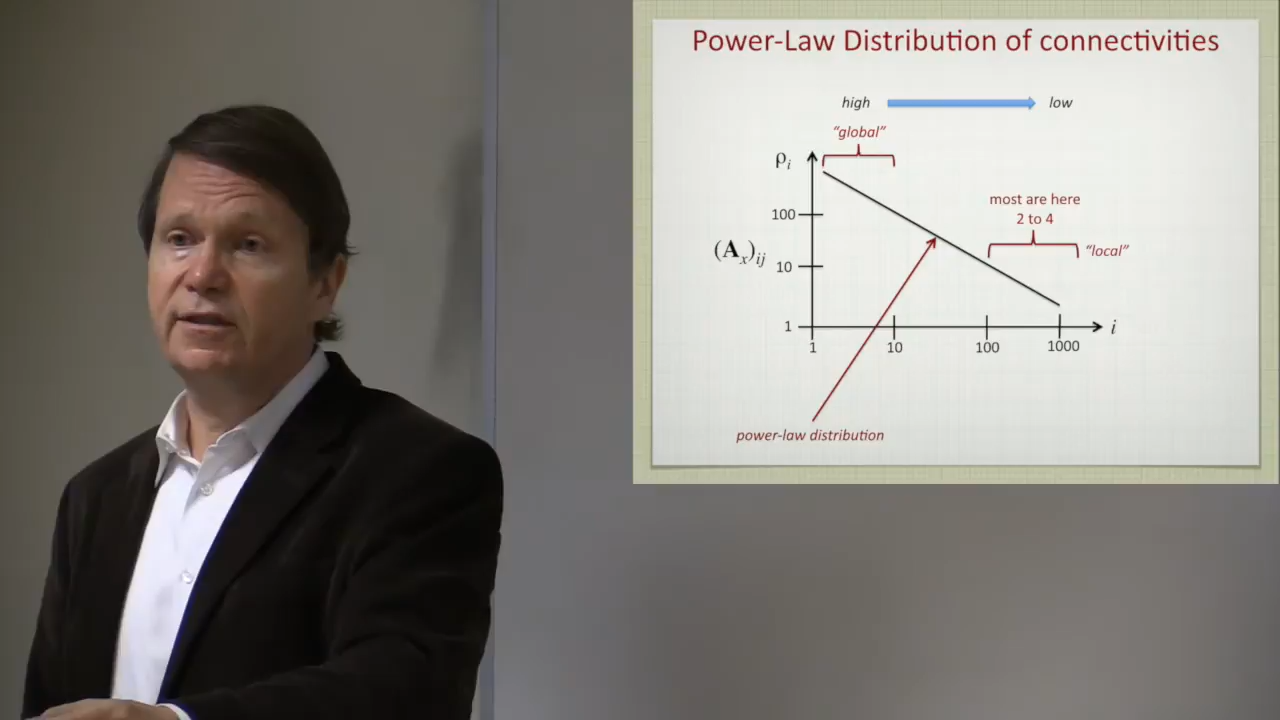 Power-Law Distribution of connectivities
high low
“global”
ρi
most are here
2 to 4
100
“local”
(Ax)ij
10
1
i
1 10 100 1000
power-law distribution